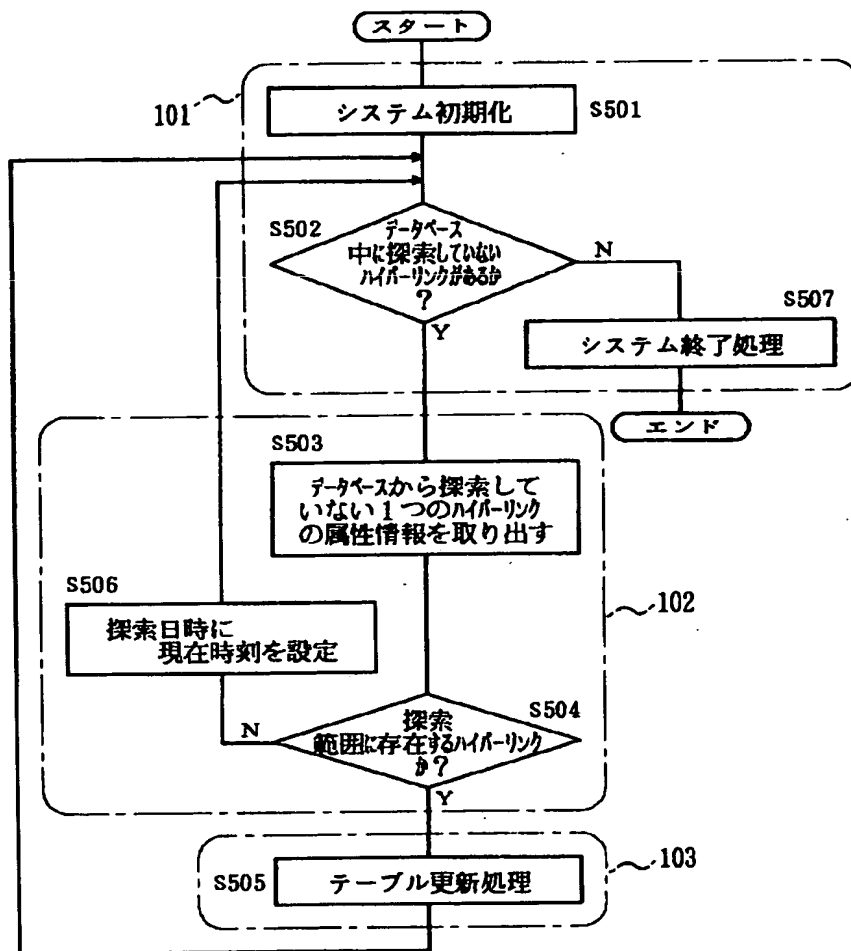 スタート
101
システム初期化
S501
S502
データベース
中に探索していない
ハイパーリンクがあるか
?
N
Y
S507
システム終了処理
エンド
S503
データベースから探索して
いない1つのハイパーリンク
の属性情報を取り出す
S506
探索日時に
現在時刻を設定
102
S504
探索
範囲に存在するハイパーリンク
か?
N
Y
103
S505
テーブル更新処理